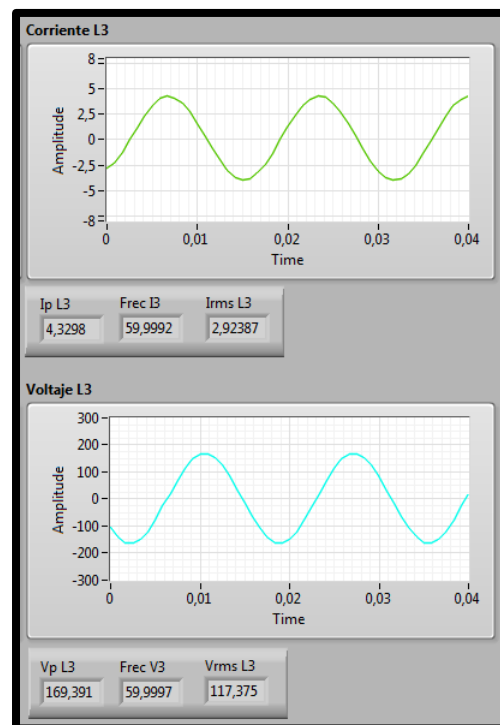 Corriente L3
8
5
2,5
0
-2,5
-5
-8
Amplitude
0 0,01 0,02 0,03 0,04
Time
Ip L3 Frec I3 Irms L3
4,3298 59,9992 2,92387
Voltaje L3
300
200
100
0
-100
-200
-300
Amplitude
0 0,01 0,02 0,03 0,04
Time
Vp L3 Frec V3 Vrms L3
169,391 59,9997 117,375